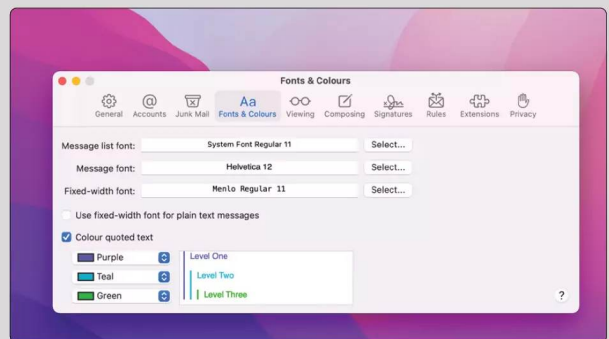 Fonts & Colours
General Accounts Junk Mail Fonts & Colours Viewing Composing Signatures Rules Extensions Privacy
Message list font: System Font Regular 11 Select...
Message font: Helvetica 12 Select...
Fixed-width font: Menlo Regular 11 Select...
Use fixed-width font for plain text messages
Colour quoted text
Purple Level One
Teal Level Two
Green Level Three
?